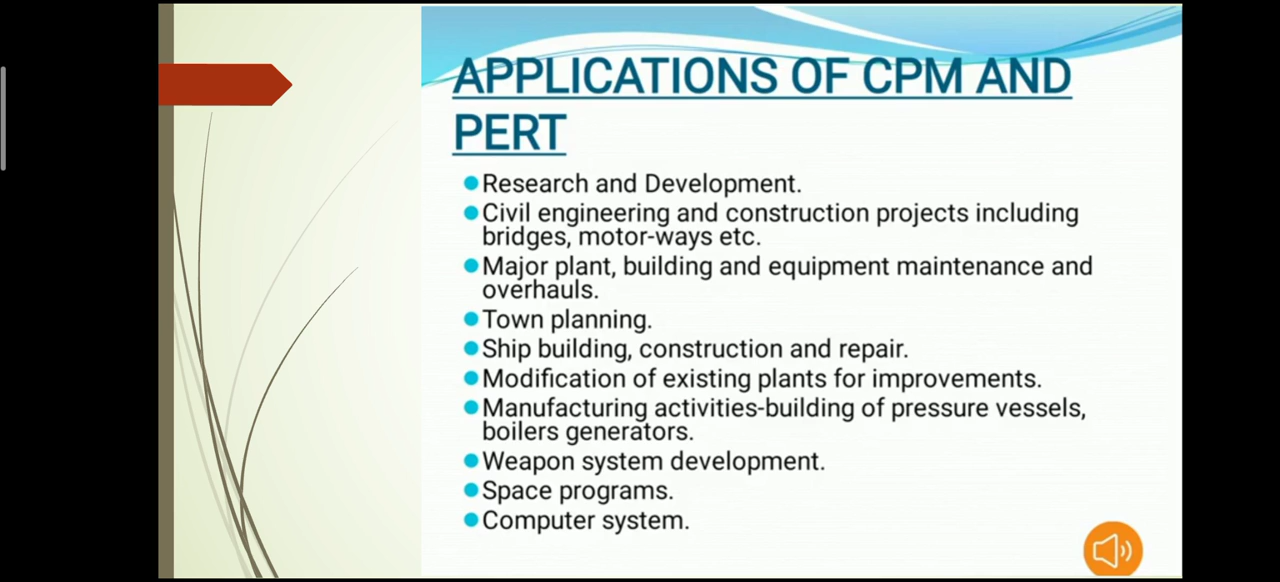 APPLICATIONS OF CPM AND
PERT
Research and Development.
Civil engineering and construction projects including
bridges, motor-ways etc.
Major plant, building and equipment maintenance and
overhauls.
Town planning.
Ship building, construction and repair.
Modification of existing plants for improvements.
Manufacturing activities-building of pressure vessels,
boilers generators.
Weapon system development.
Space programs.
Computer system.